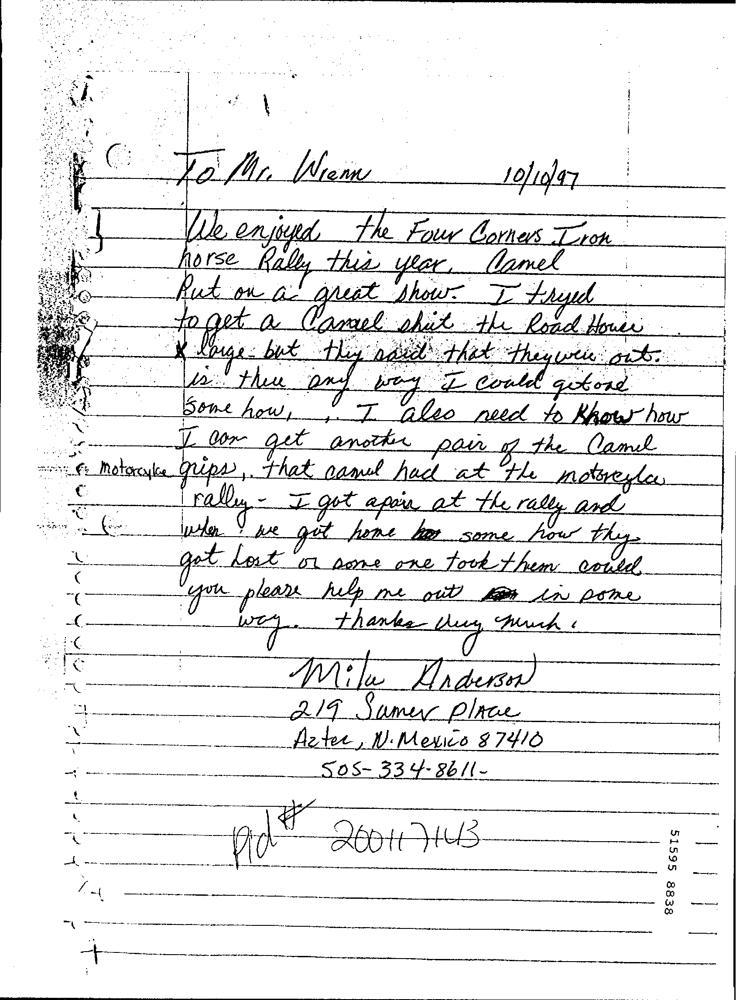 To Mr. Wrenn 10/10/97
We enjoyed the Four Corners Iron
horse Rally this year. Camel
Put on a great show. I tryed
to get a Camel shirt the Road House
X large but they said that they were out.
is there any way I could get one
some how, , I also need to Know how
I can get another pair of the Camel
motorcylce grips, that camel had at the motorcylce
ralley - I got a pair at the rally and
when we got home some how they
got Lost or some one took them could
you please help me out in some
way. thanks very much.
Mike Anderson
219 Sumer place
Aztec, N. Mexico 87410
505-334-8611-
Pid # 200117143
51595 8838